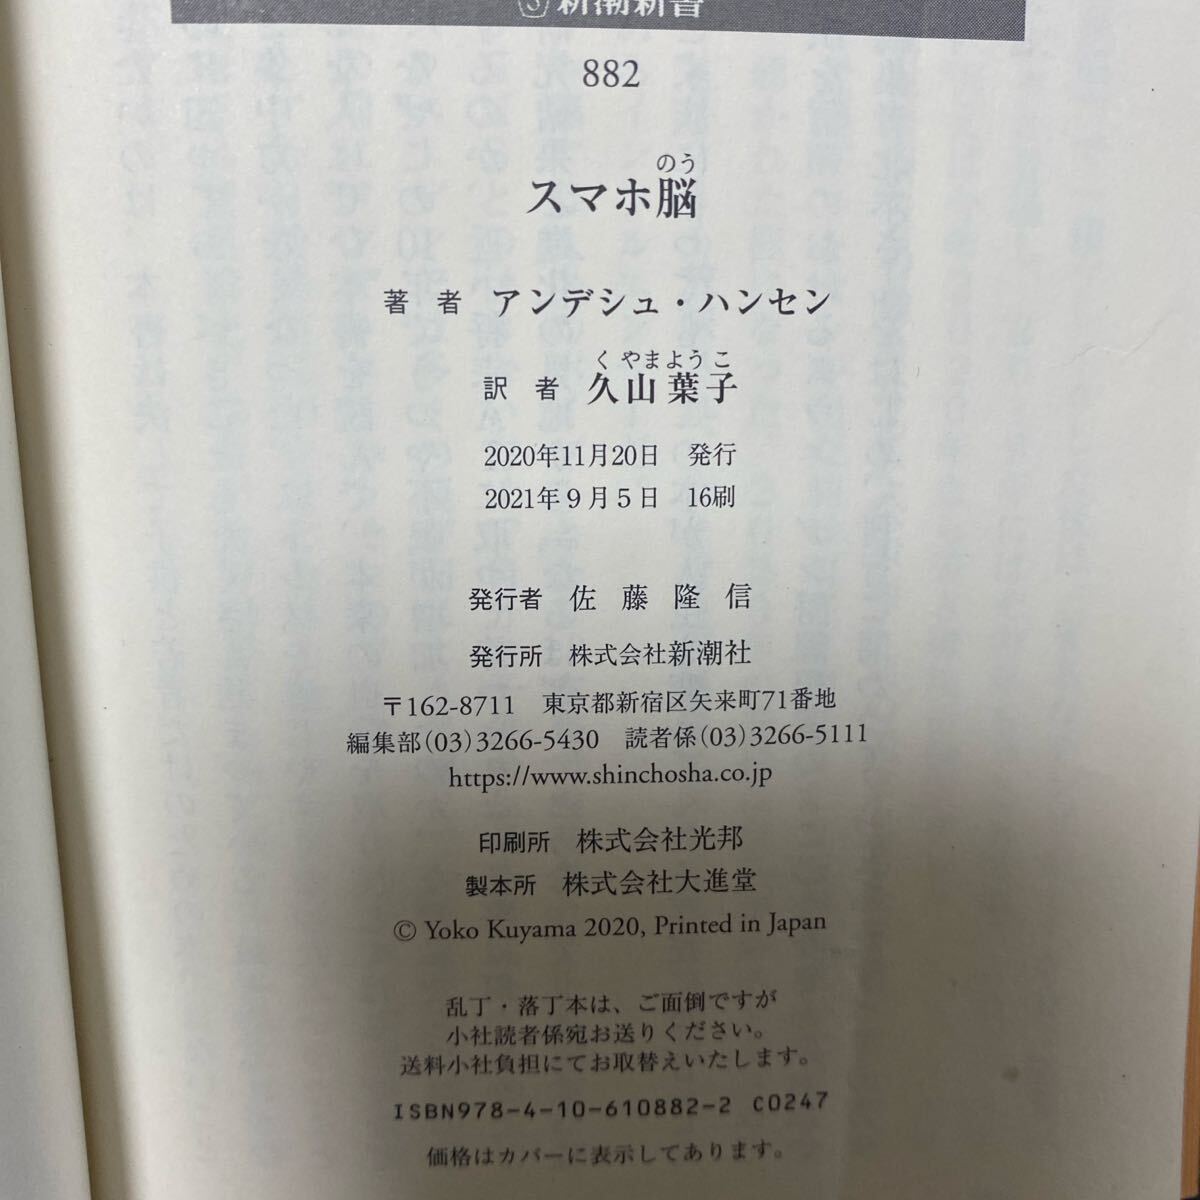 新潮新書
882
のう
スマホ脳
著者 アンデシュ・ハンセン
くやまようこ
訳者 久山葉子
2020年11月20日 発行
2021年9月5日 16刷
発行者 佐藤隆信
発行所 株式会社新潮社
〒162-8711 東京都新宿区矢来町71番地
編集部(03)3266-5430 読者係(03)3266-5111
https://www.shinchosha.co.jp
印刷所 株式会社光邦
製本所 株式会社大進堂
© Yoko Kuyama 2020, Printed in Japan
乱丁・落丁本は、ご面倒ですが
小社読者係宛お送りください。
送料小社負担にてお取替えいたします。
ISBN978-4-10-610882-2 C0247
価格はカバーに表示してあります。